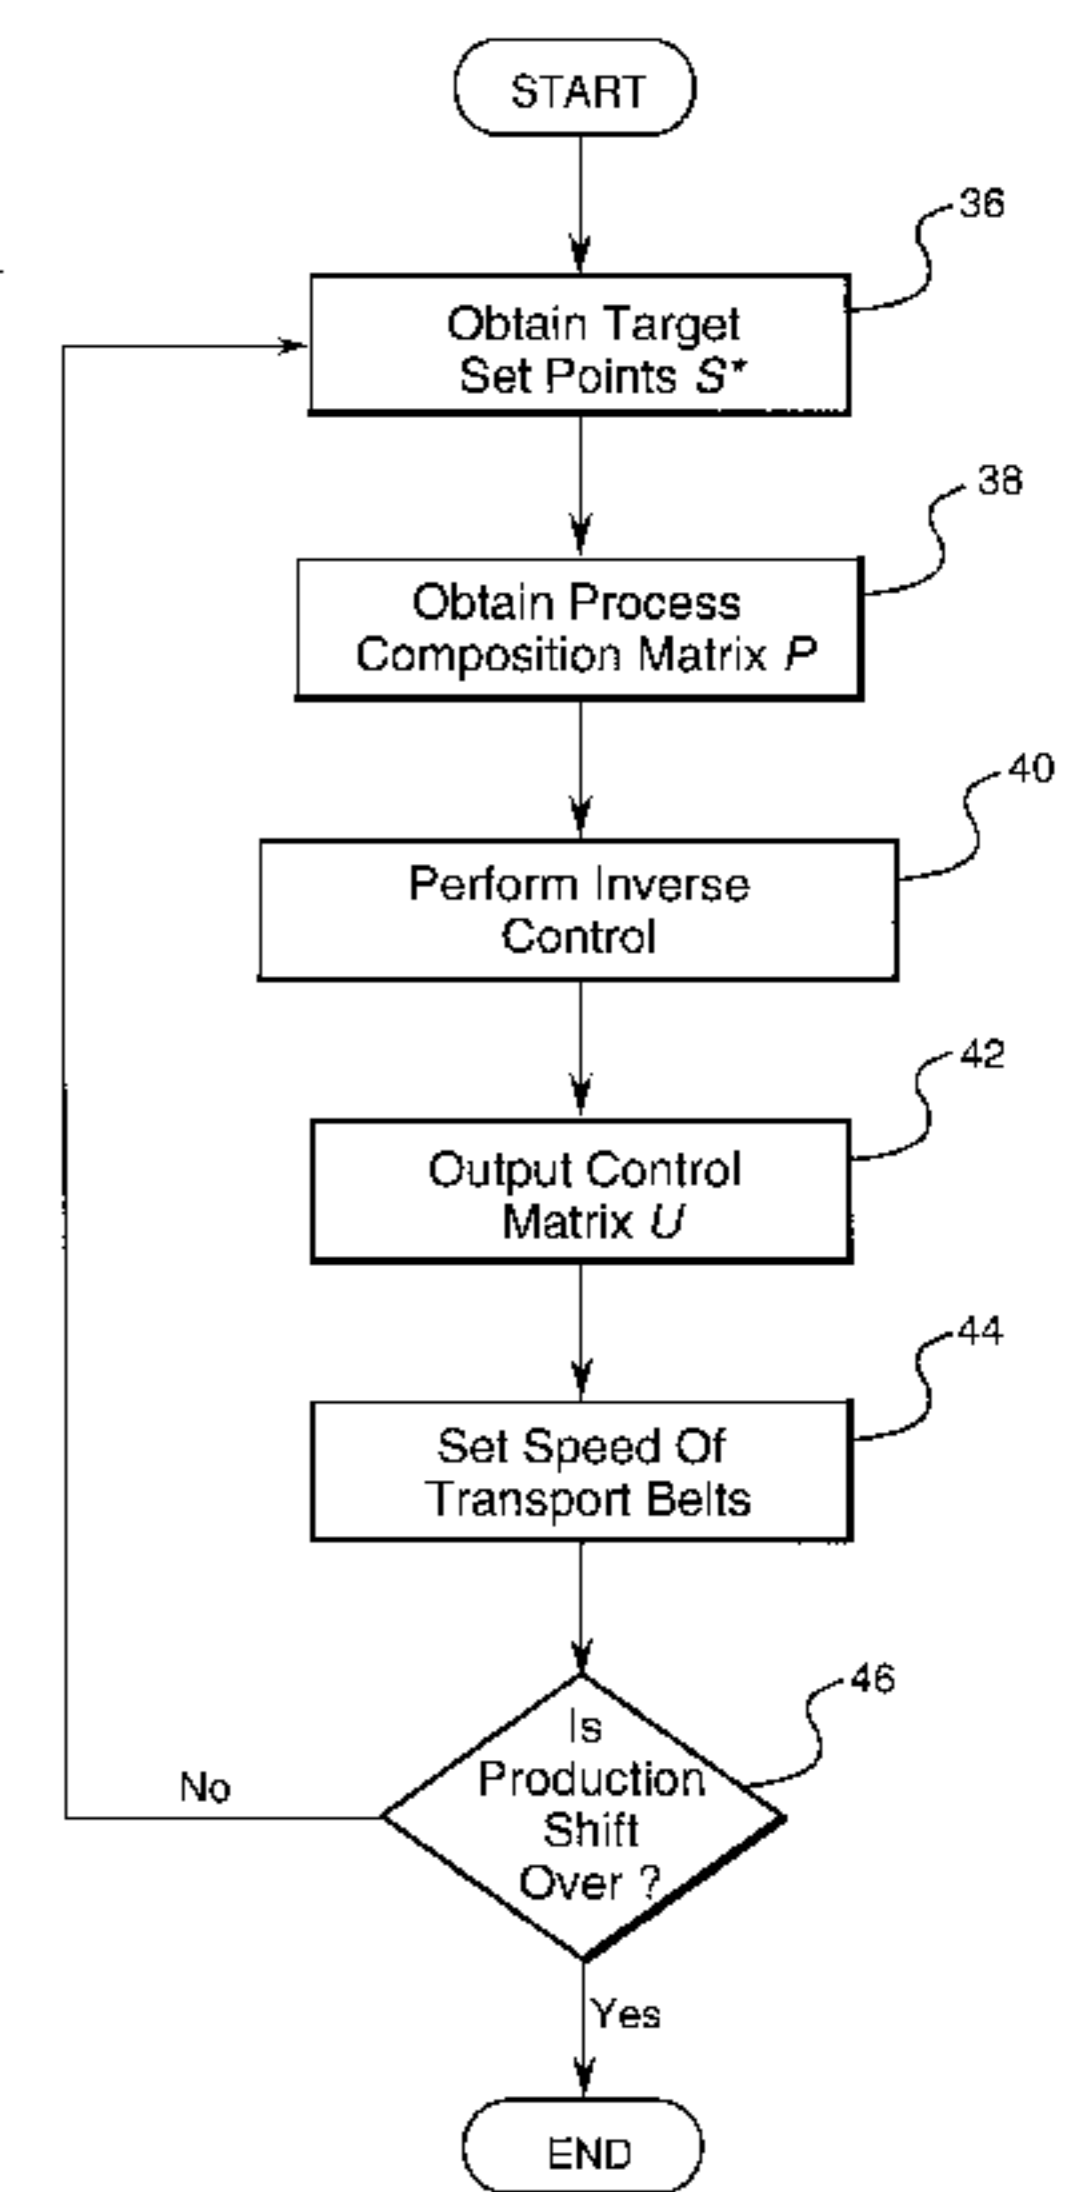 START
36
Obtain Target
Set Points S*
38
Obtain Process
Composition Matrix P
40
Perform Inverse
Control
42
Output Control
Matrix U
44
Set Speed Of
Transport Belts
46
Is
Production
Shift
Over ?
No
Yes
END